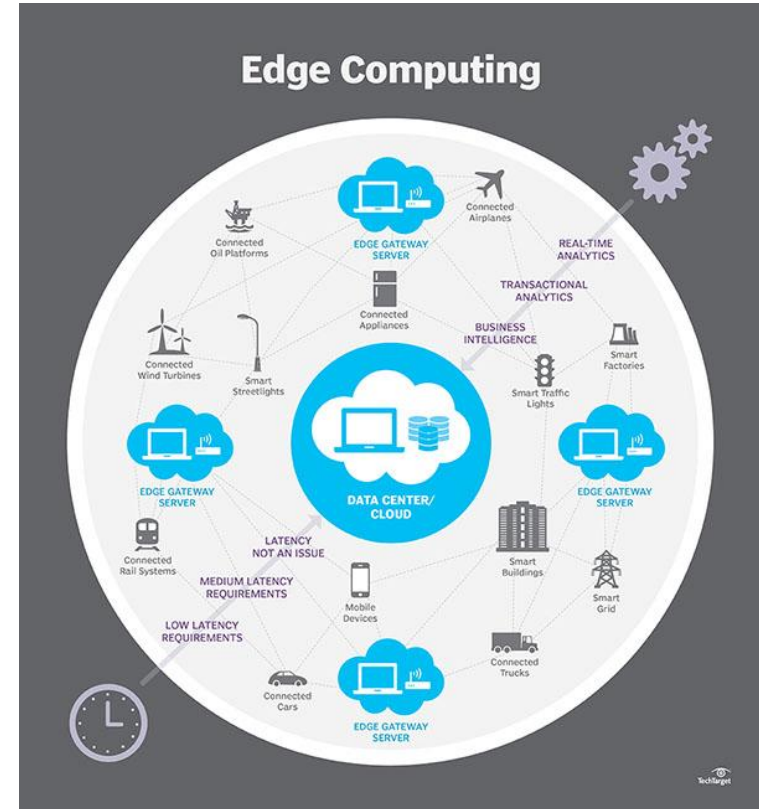 Edge Computing
EDGE GATEWAY
SERVER
Connected
Airplanes
Connected
Oil Platforms
REAL-TIME
ANALYTICS
TRANSACTIONAL
ANALYTICS
BUSINESS
INTELLIGENCE
Connected
Appliances
Connected
Wind Turbines
Smart
Streetlights
Smart
Factories
Smart Traffic
Lights
EDGE GATEWAY
SERVER
DATA CENTER/
CLOUD
EDGE GATEWAY
SERVER
LATENCY
NOT AN ISSUE
MEDIUM LATENCY
REQUIREMENTS
LOW LATENCY
REQUIREMENTS
Connected
Rail Systems
Mobile
Devices
Smart
Buildings
Smart
Grid
Connected
Cars
EDGE GATEWAY
SERVER
Connected
Trucks
TechTarget